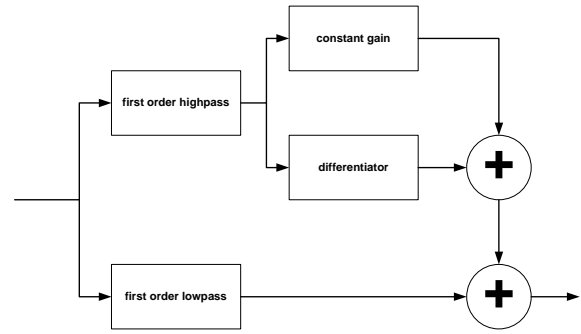 constant gain
first order highpass
differentiator
+
first order lowpass
+